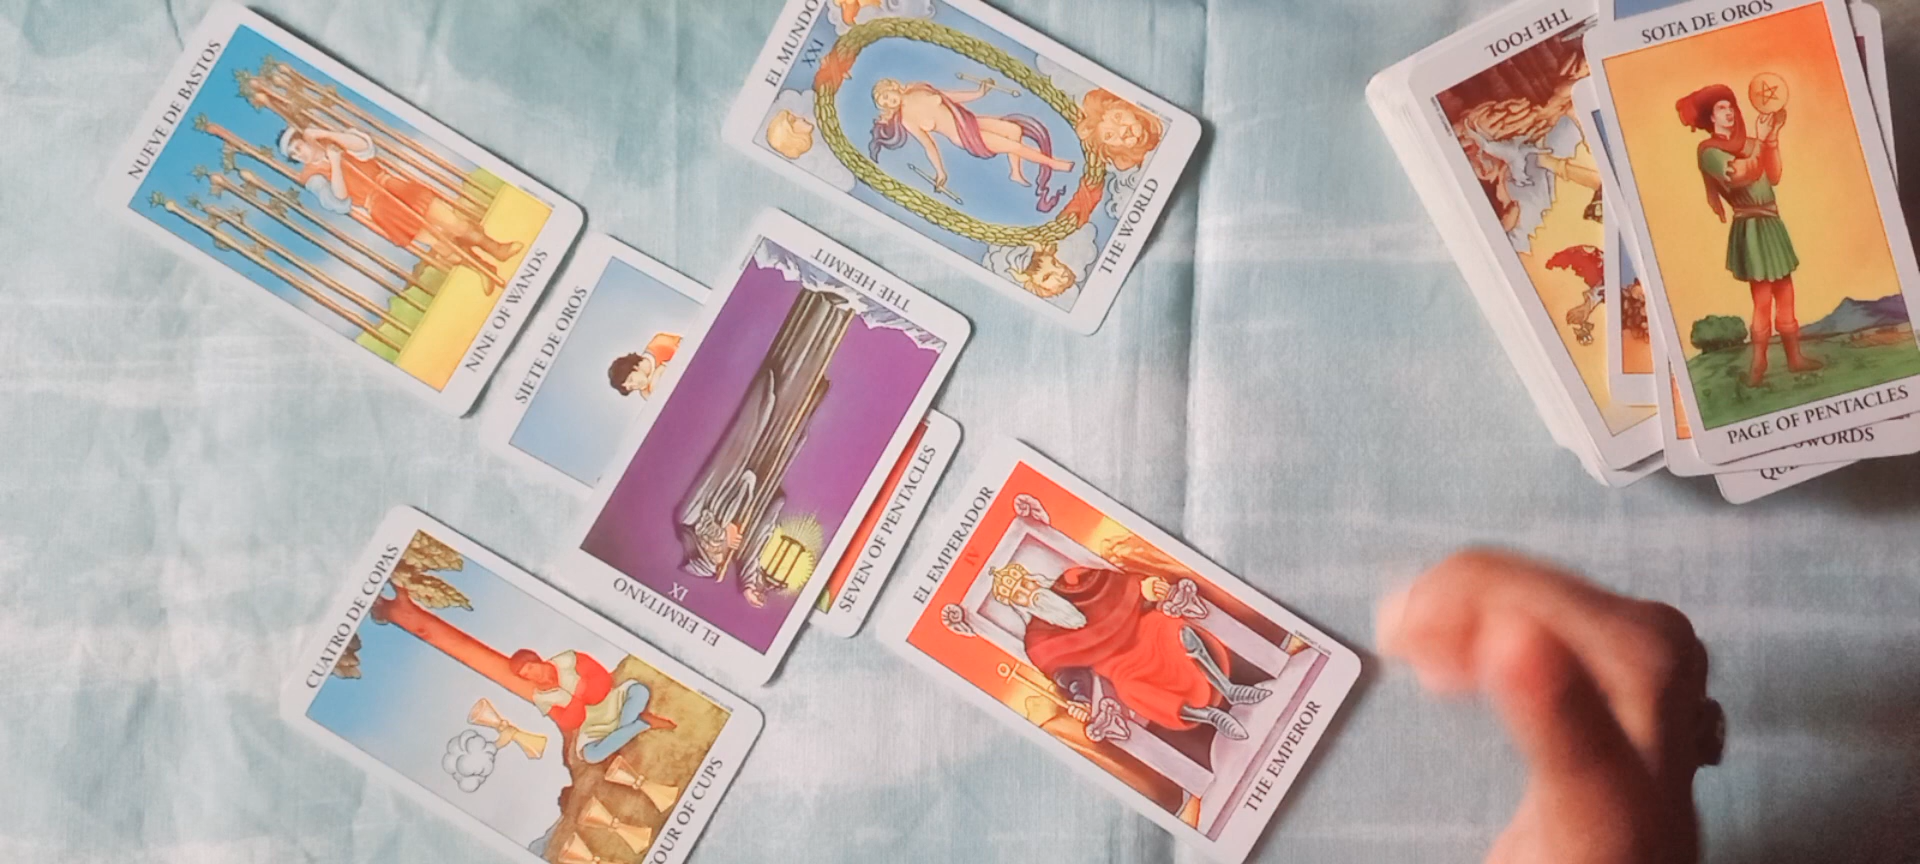 NUEVE DE BASTOS
NINE OF WANDS
EL MUNDO
XXI
THE WORLD
SIETE DE OROS
SEVEN OF PENTACLES
THE HERMIT
IX
EL ERMITAÑO
CUATRO DE COPAS
OF CUPS
EL EMPERADOR
IV
THE EMPEROR
THE FOOL
SOTA DE OROS
PAGE OF PENTACLES